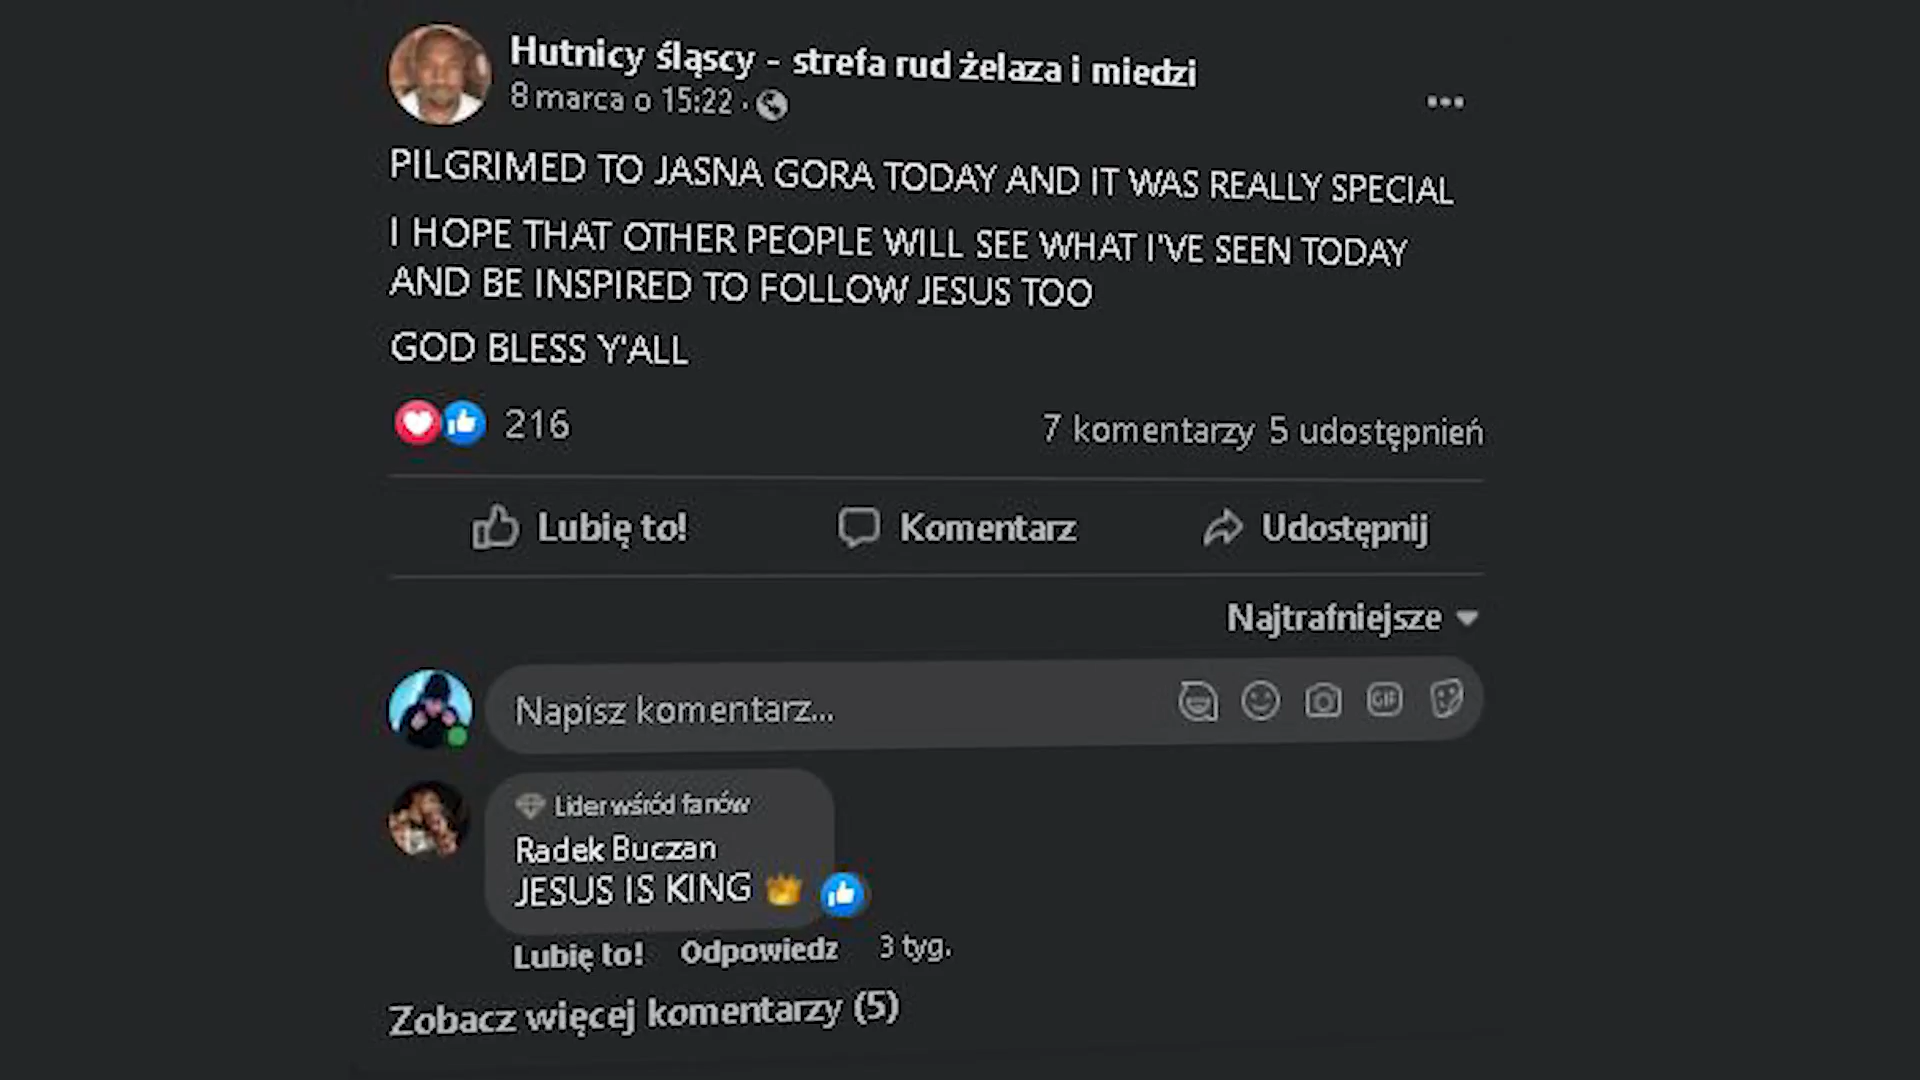 Hutnicy śląscy - strefa rud żelaza i miedzi
8 marca o 15:22 ·
PILGRIMED TO JASNA GORA TODAY AND IT WAS REALLY SPECIAL
I HOPE THAT OTHER PEOPLE WILL SEE WHAT I'VE SEEN TODAY
AND BE INSPIRED TO FOLLOW JESUS TOO
GOD BLESS Y'ALL
216 7 komentarzy 5 udostępnień
Lubię to! Komentarz Udostępnij
Najtrafniejsze
Napisz komentarz... GIF
Lider wśród fanów
Radek Buczan
JESUS IS KING 👑
Lubię to! Odpowiedz 3 tyg.
Zobacz więcej komentarzy (5)